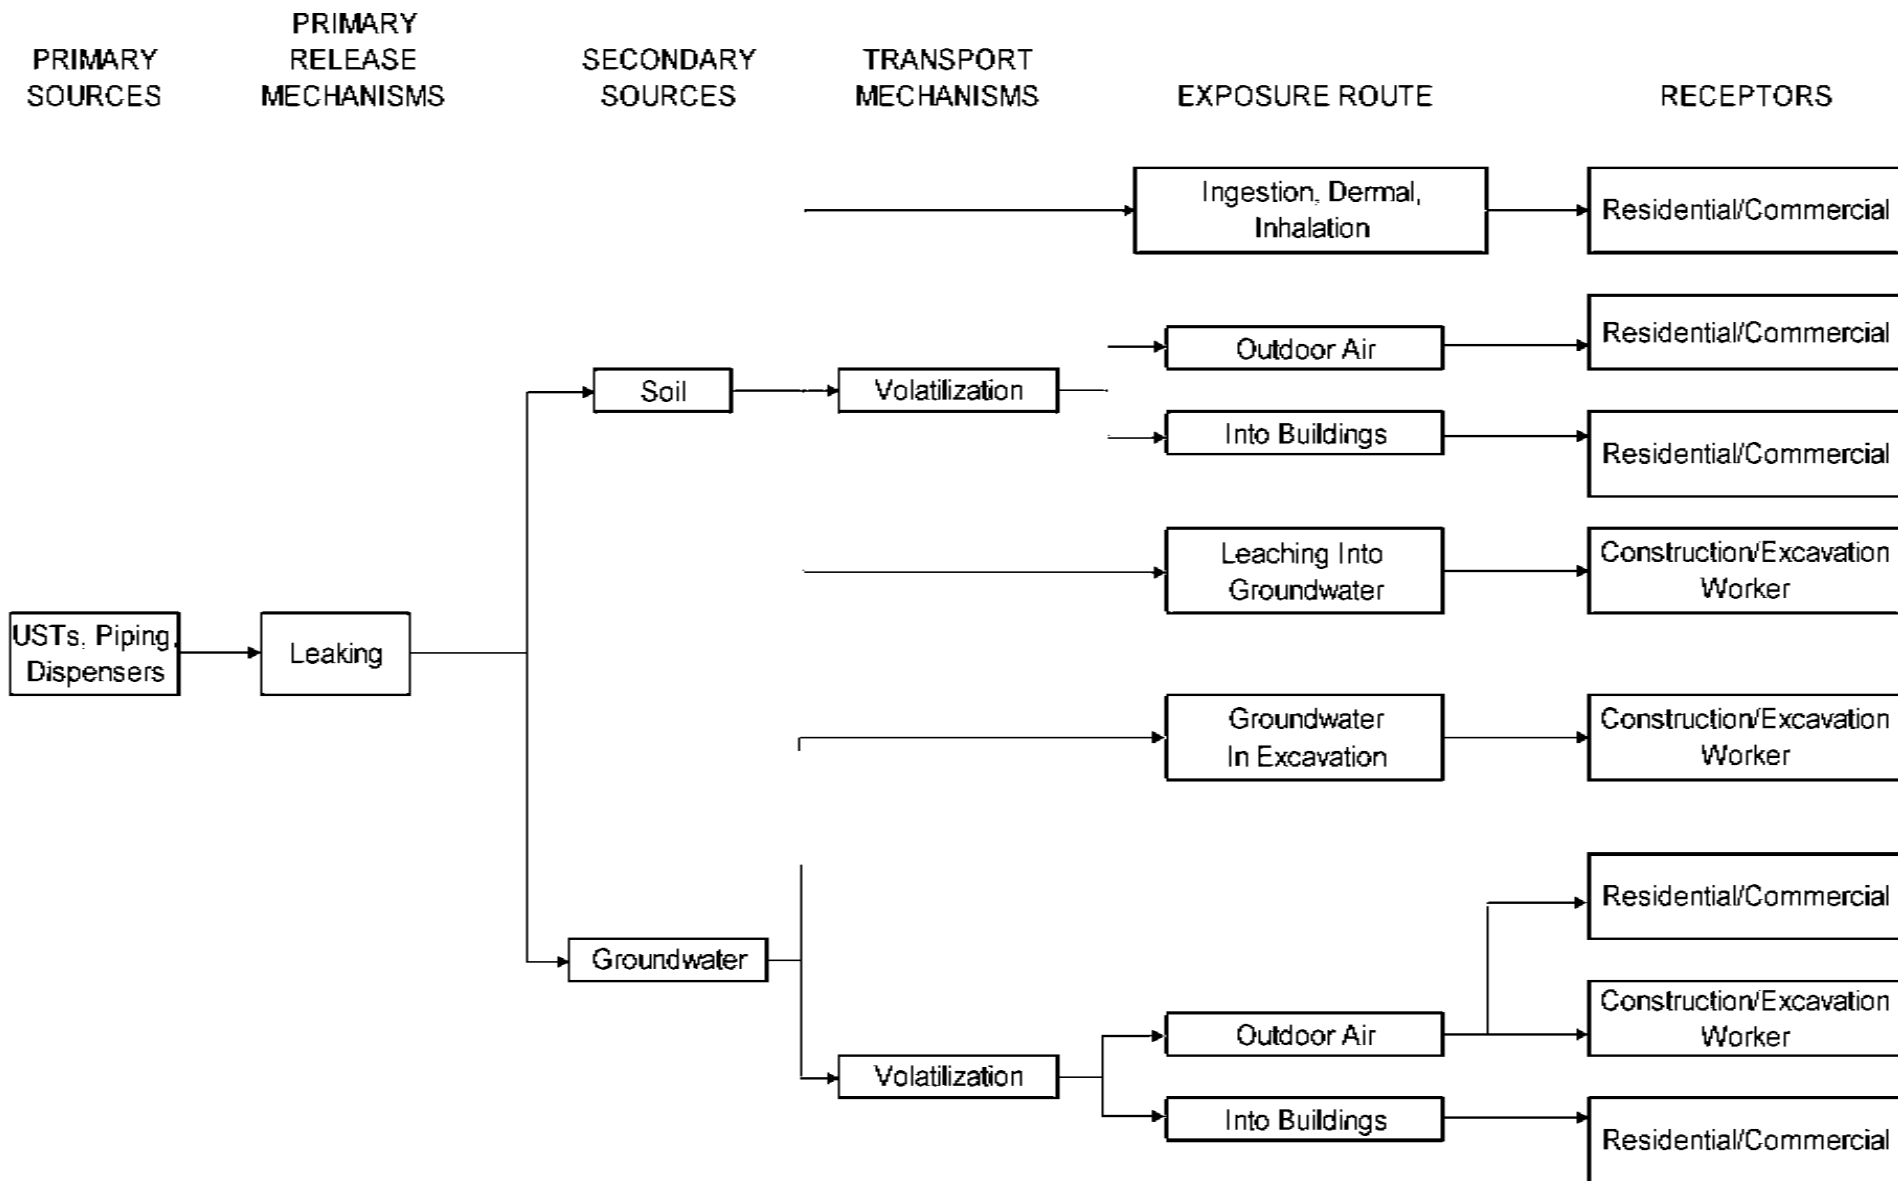 PRIMARY
SOURCES
PRIMARY
RELEASE
MECHANISMS
SECONDARY
SOURCES
TRANSPORT
MECHANISMS
EXPOSURE ROUTE
RECEPTORS
Ingestion, Dermal,
Inhalation
Residential/Commercial
Outdoor Air
Residential/Commercial
Soil
Volatilization
Into Buildings
Residential/Commercial
Leaching Into
Groundwater
Construction/Excavation
Worker
USTs, Piping,
Dispensers
Leaking
Groundwater
In Excavation
Construction/Excavation
Worker
Residential/Commercial
Groundwater
Outdoor Air
Construction/Excavation
Worker
Volatilization
Into Buildings
Residential/Commercial